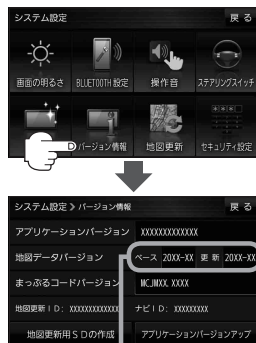 システム設定 戻る
画面の明るさ BLUETOOTH 設定 操作音 ステアリングスイッチ
バージョン情報 地図更新 セキュリティ設定
システム設定 》 バージョン情報 戻る
アプリケーションバージョン XXXXXXXXXXXX
地図データバージョン ベース 20XX-XX 更新 20XX-XX
まっぷるコードバージョン MCJMXX.XXXX
地図更新ID: XXXXXXXXXXXX ナビID: XXXXXXXXX
地図更新用SDの作成 アプリケーションバージョンアップ